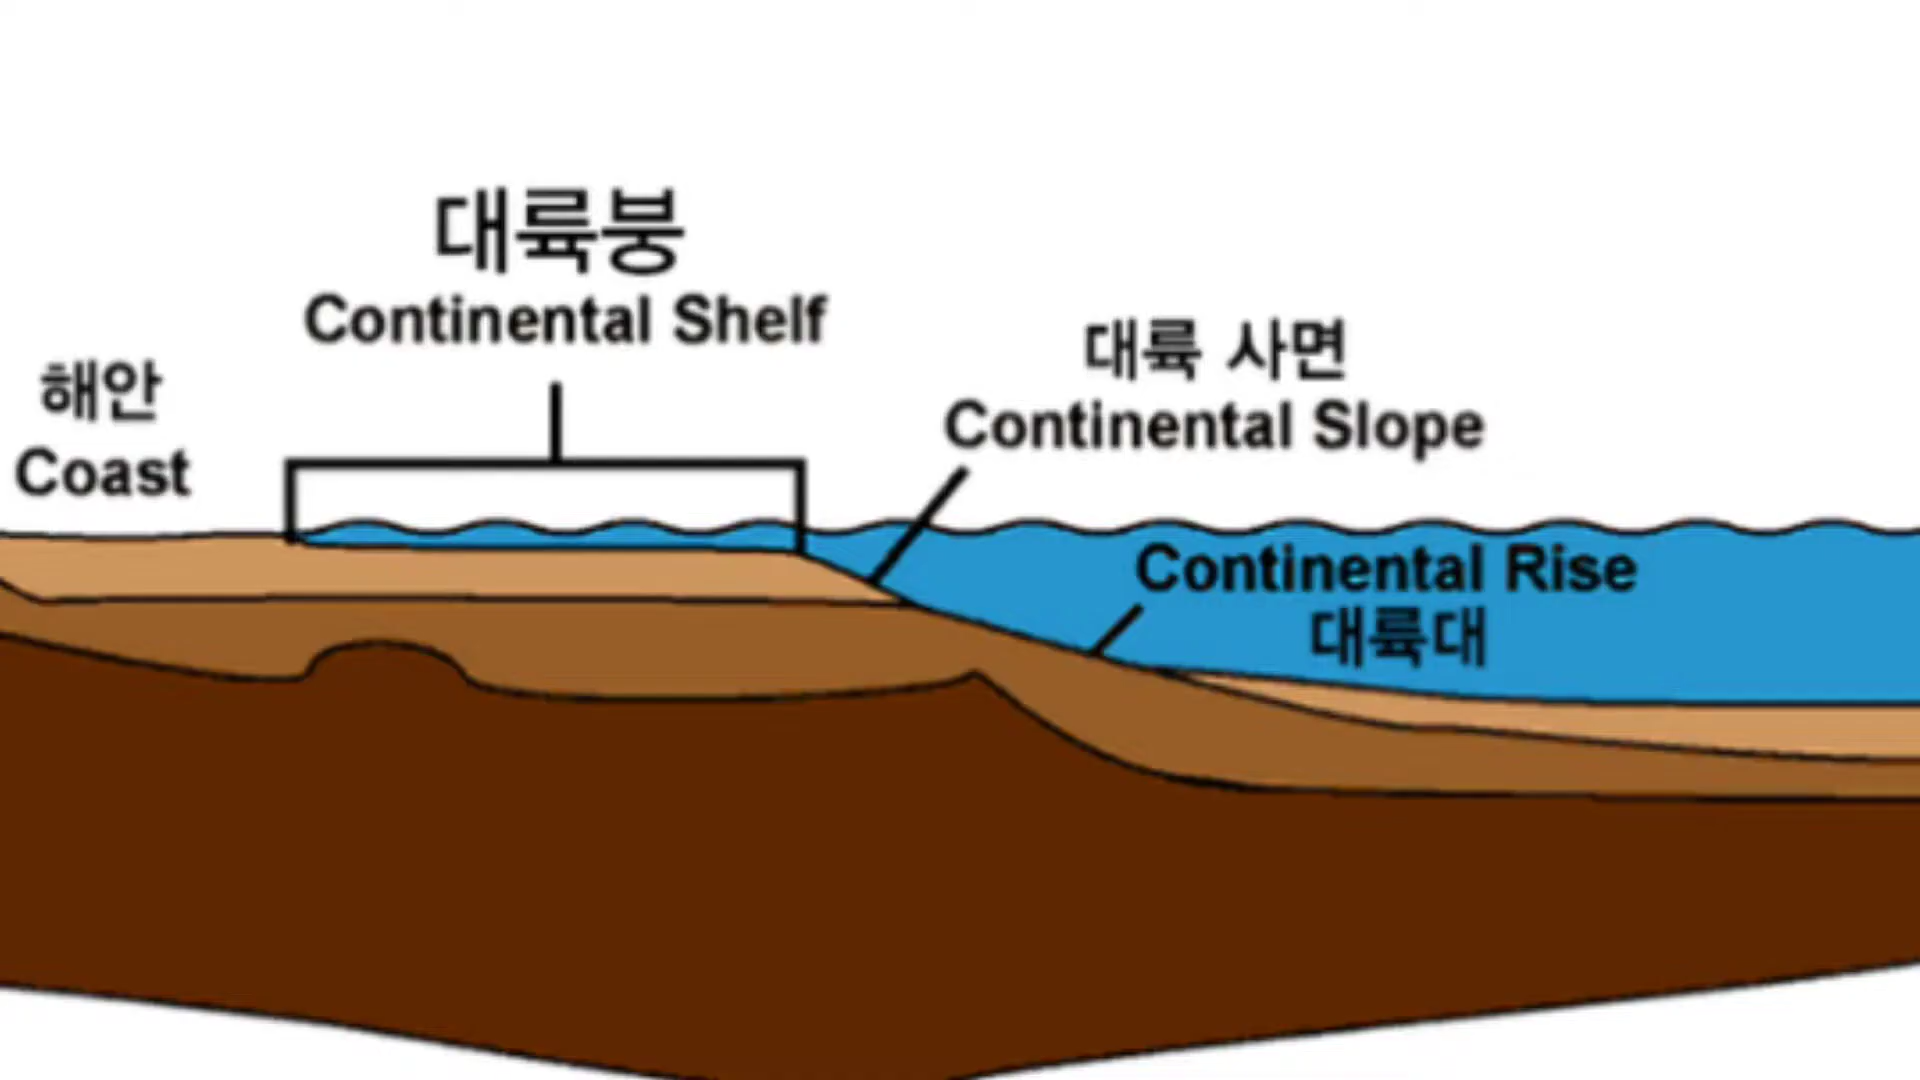 대륙붕
Continental Shelf
해안
Coast
대륙 사면
Continental Slope
Continental Rise
대륙대